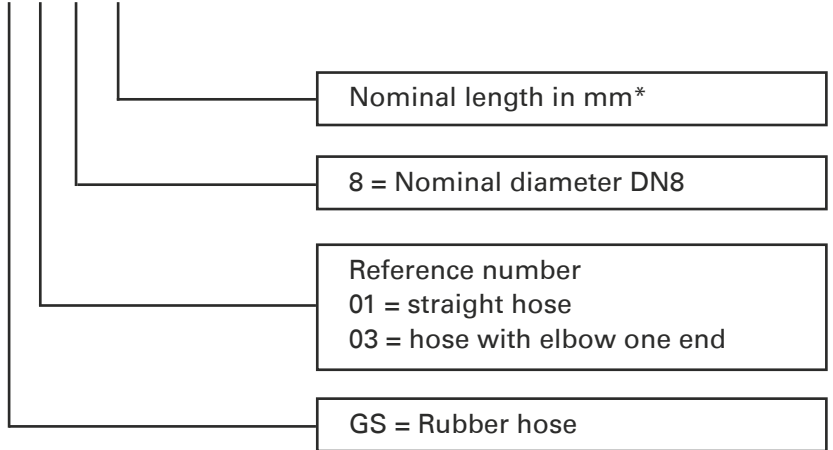 Nominal length in mm*
8 = Nominal diameter DN8
Reference number
01 = straight hose
03 = hose with elbow one end
GS = Rubber hose